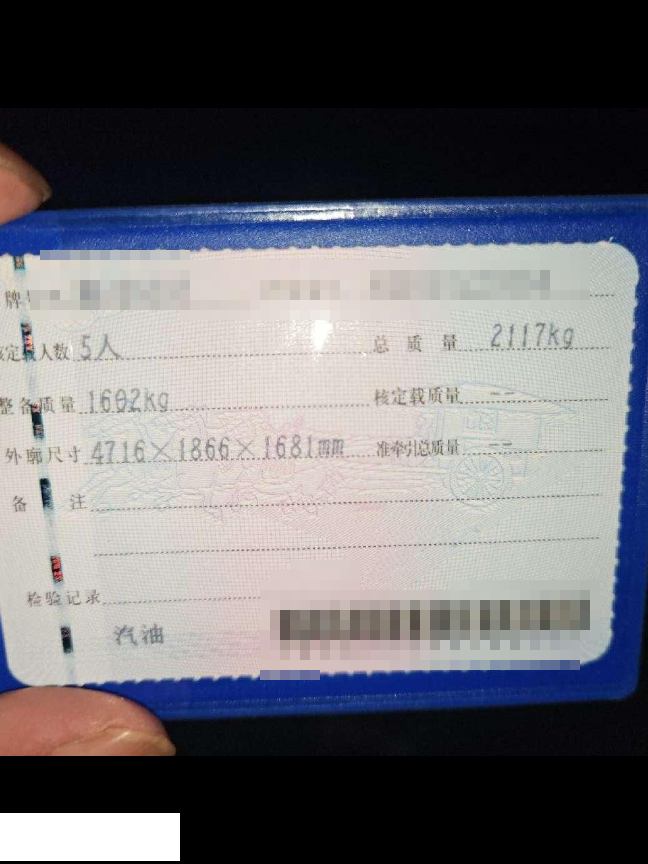 核定载人数 5人 总质量 2117kg
整备质量 1602kg 核定载质量 --
外廓尺寸 4716×1866×1681mm 准牵引总质量 --
备注
检验记录
汽油